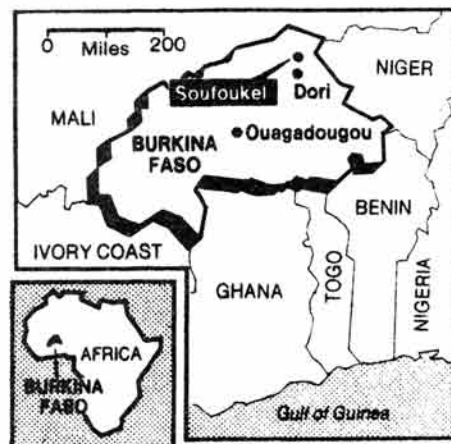 0 200
Miles
NIGER
Soufoukel
Dori
MALI
Ouagadougou
BURKINA
FASO
BENIN
IVORY COAST
GHANA
TOGO
NIGERIA
AFRICA
BURKINA
FASO
Gulf of Guinea